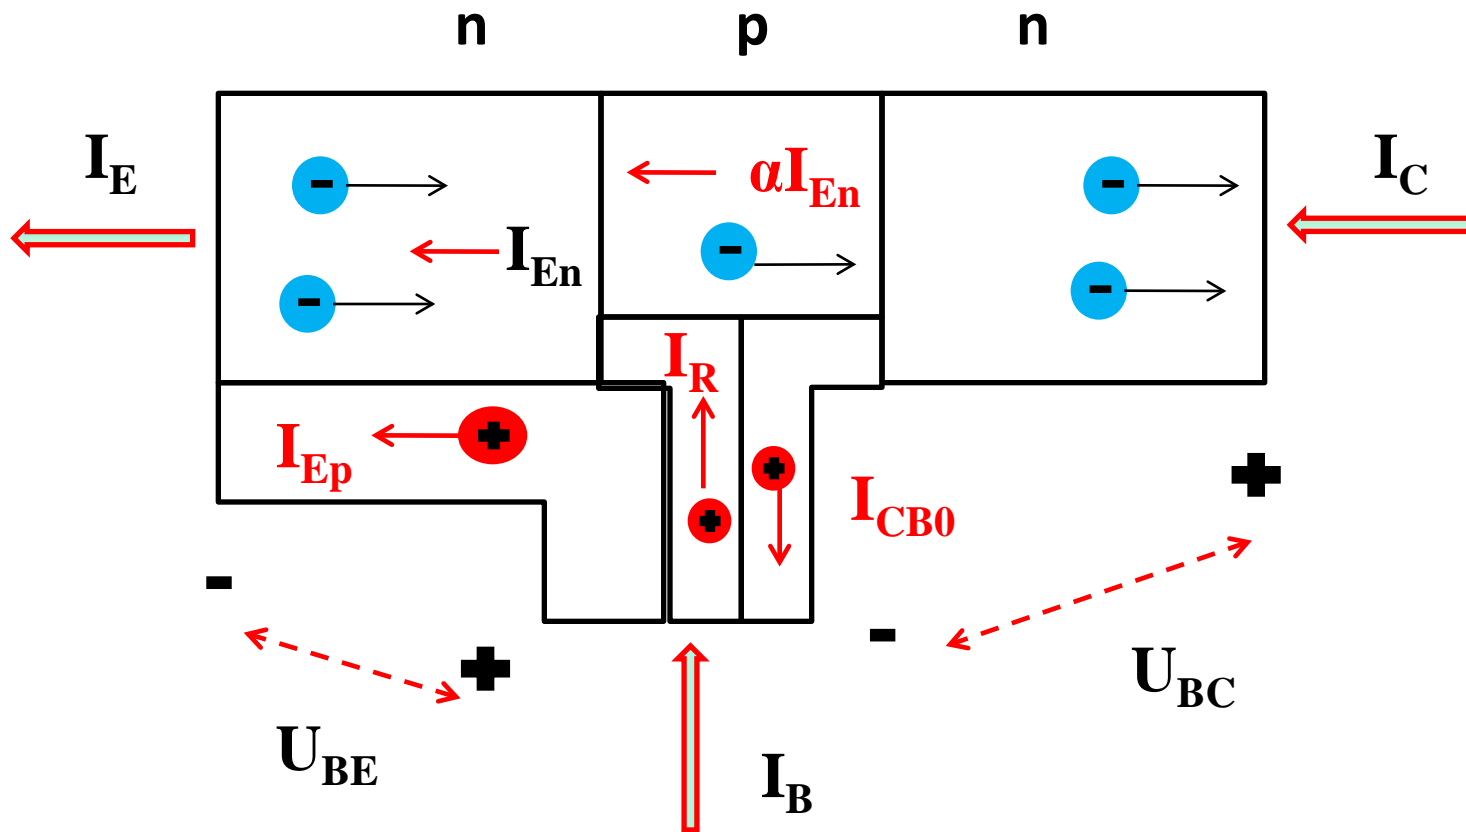 n p n
I_E
αI_En
I_C
I_En
I_R
I_Ep
I_CB0
+
-
-
+
U_BC
U_BE
I_B